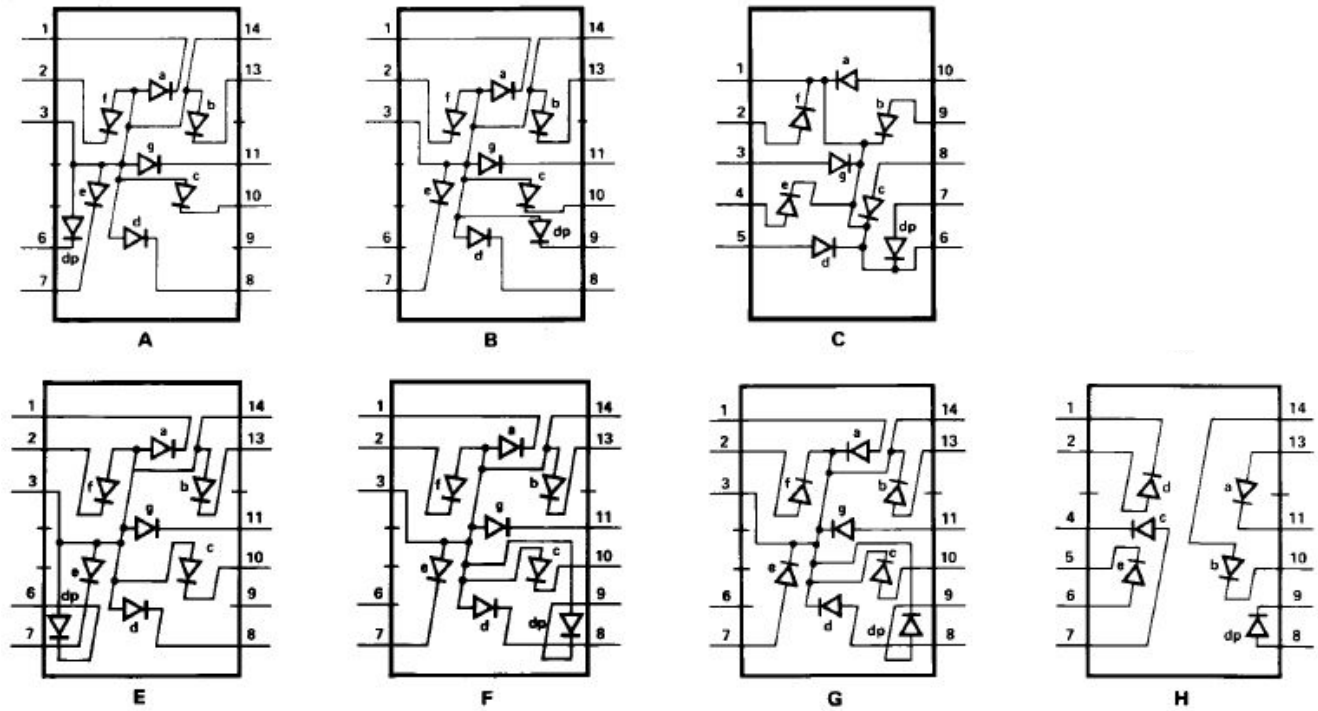 1 14
2 13
a
f b
3
g 11
e c
10
d
6 9
dp
7 8
A
1 14
2 13
a
f b
3
g 11
e c
10
dp
6 9
d
7 8
B
a
1 10
f b
2 9
3 8
g
e c
4 7
dp
5 6
d
C
1 14
a
2 13
3
f b
g 11
c
10
e
dp
6 9
d
7 8
E
1 14
a
2 13
3
f b
g 11
c 10
e
6 9
d dp
7 8
F
1 14
a
2 13
3
f b
g 11
c 10
e
6 9
d dp
7 8
G
1 14
2 13
d a
4 c 11
5 10
e b
6 9
dp
7 8
H